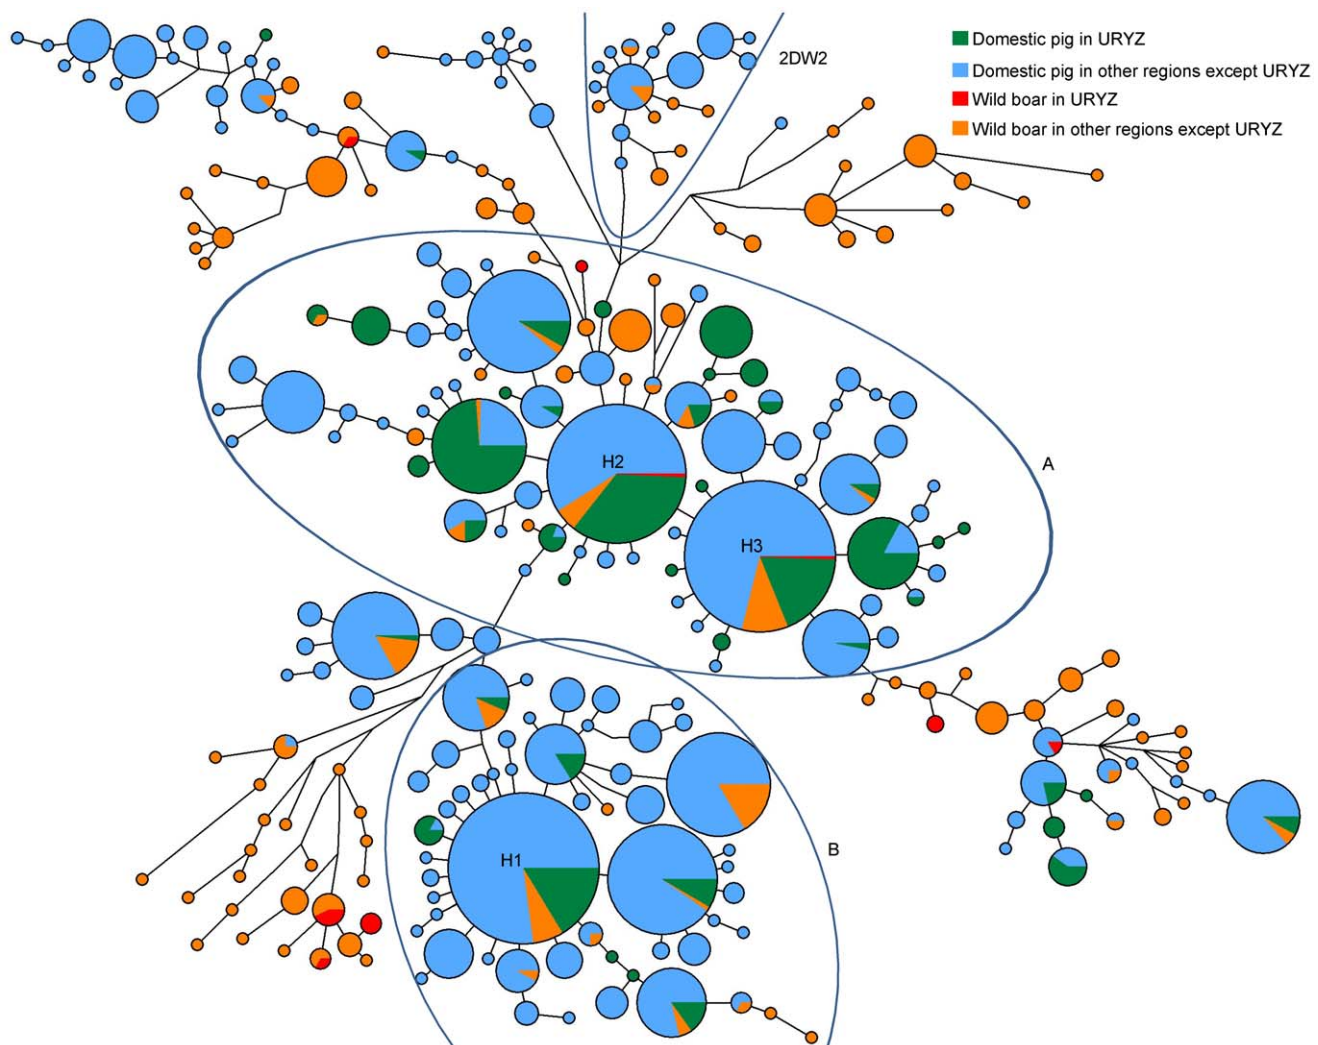 2DW2
Domestic pig in URYZ
Domestic pig in other regions except URYZ
Wild boar in URYZ
Wild boar in other regions except URYZ
A
H2
H3
B
H1